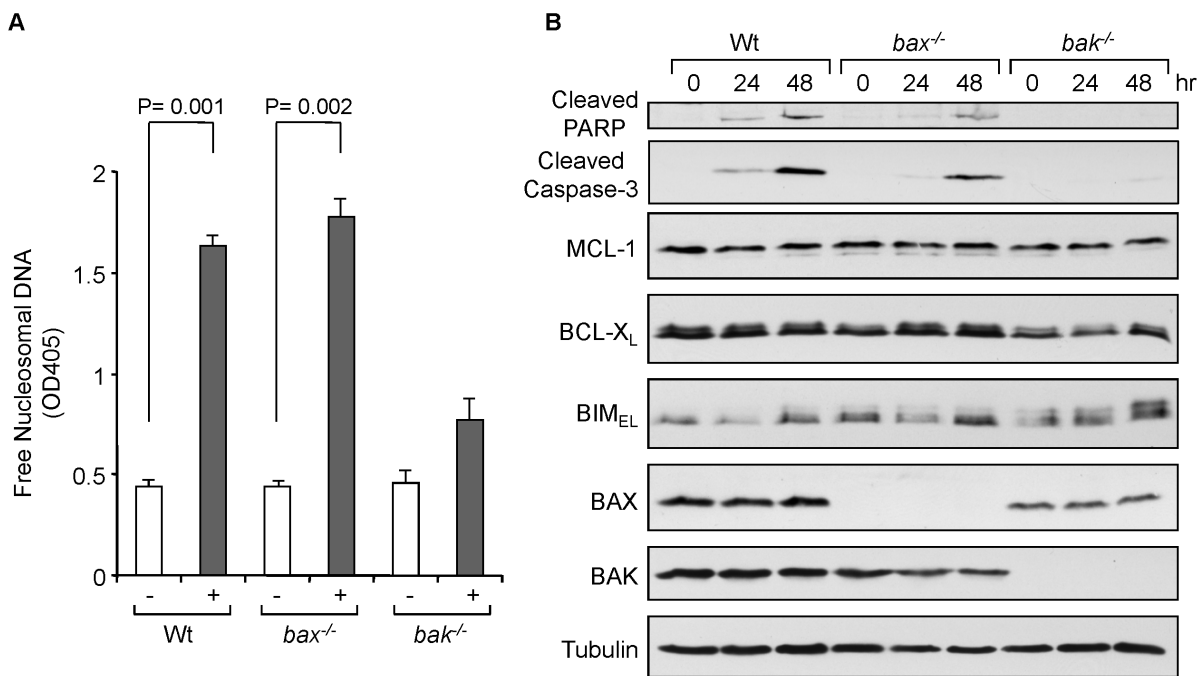 A
P= 0.001
P= 0.002
2
1.5
1
0.5
0
Free Nucleosomal DNA
(OD405)
- + - + - +
Wt bax-/- bak-/-
B
Wt bax-/- bak-/-
0 24 48 0 24 48 0 24 48 hr
Cleaved
PARP
Cleaved
Caspase-3
MCL-1
BCL-XL
BIMEL
BAX
BAK
Tubulin